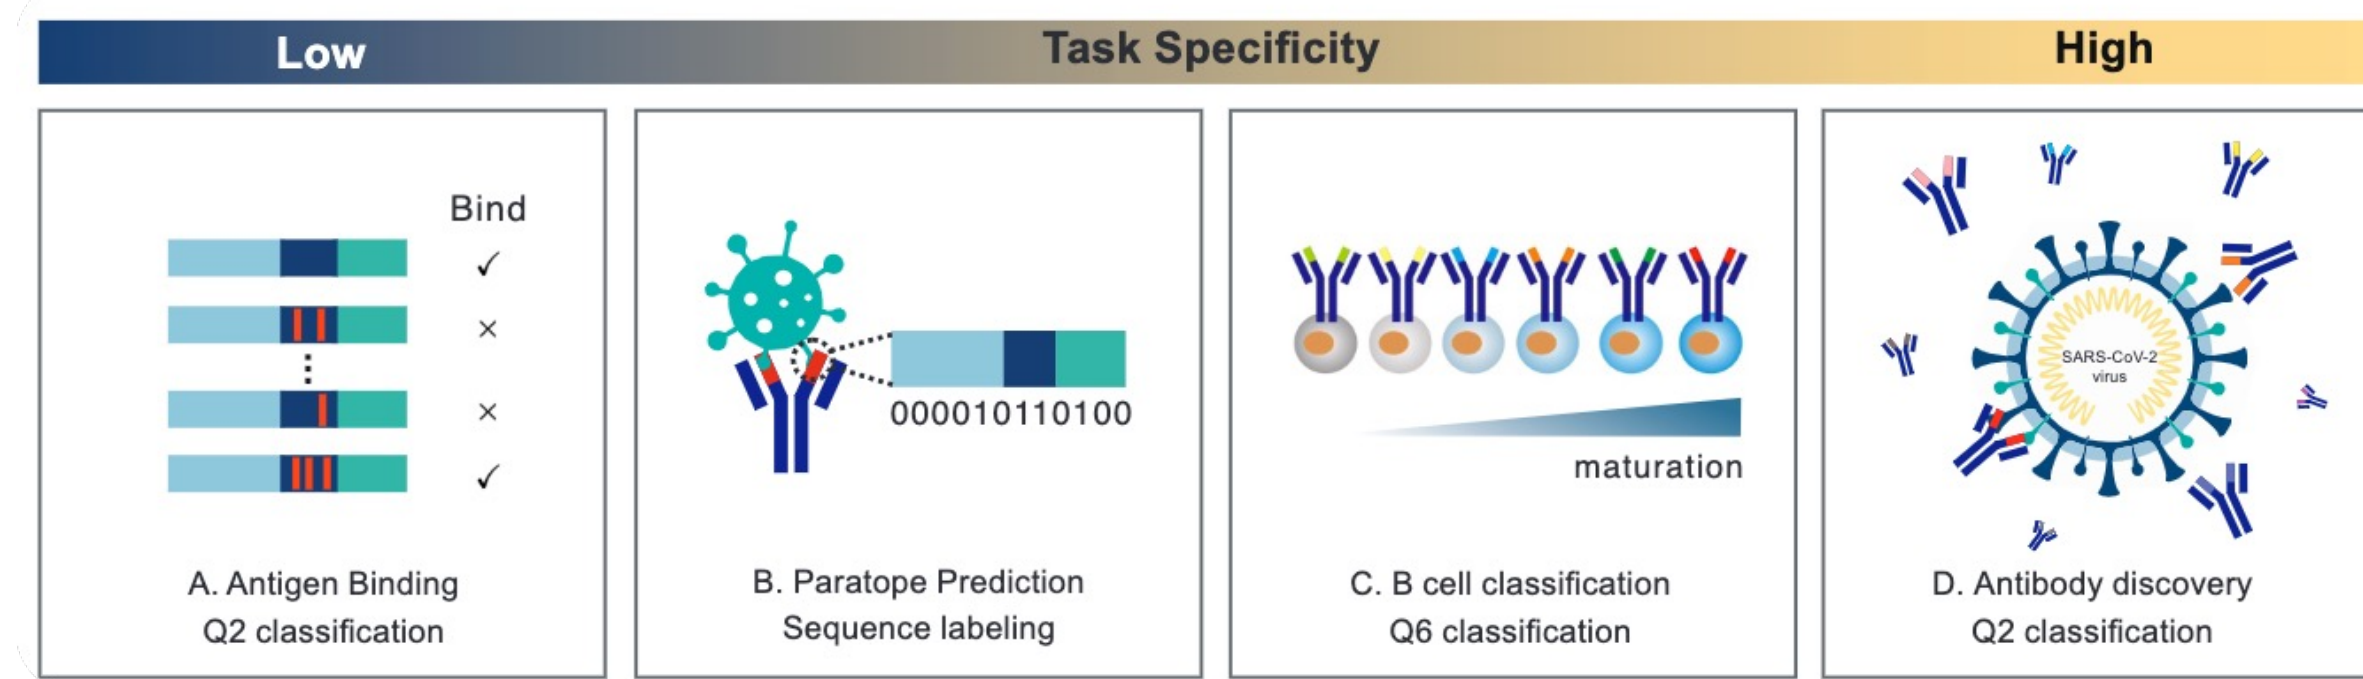 Low Task Specificity High
Bind
✓
×
×
✓
A. Antigen Binding
Q2 classification
000010110100
B. Paratope Prediction
Sequence labeling
maturation
C. B cell classification
Q6 classification
SARS-CoV-2
virus
D. Antibody discovery
Q2 classification